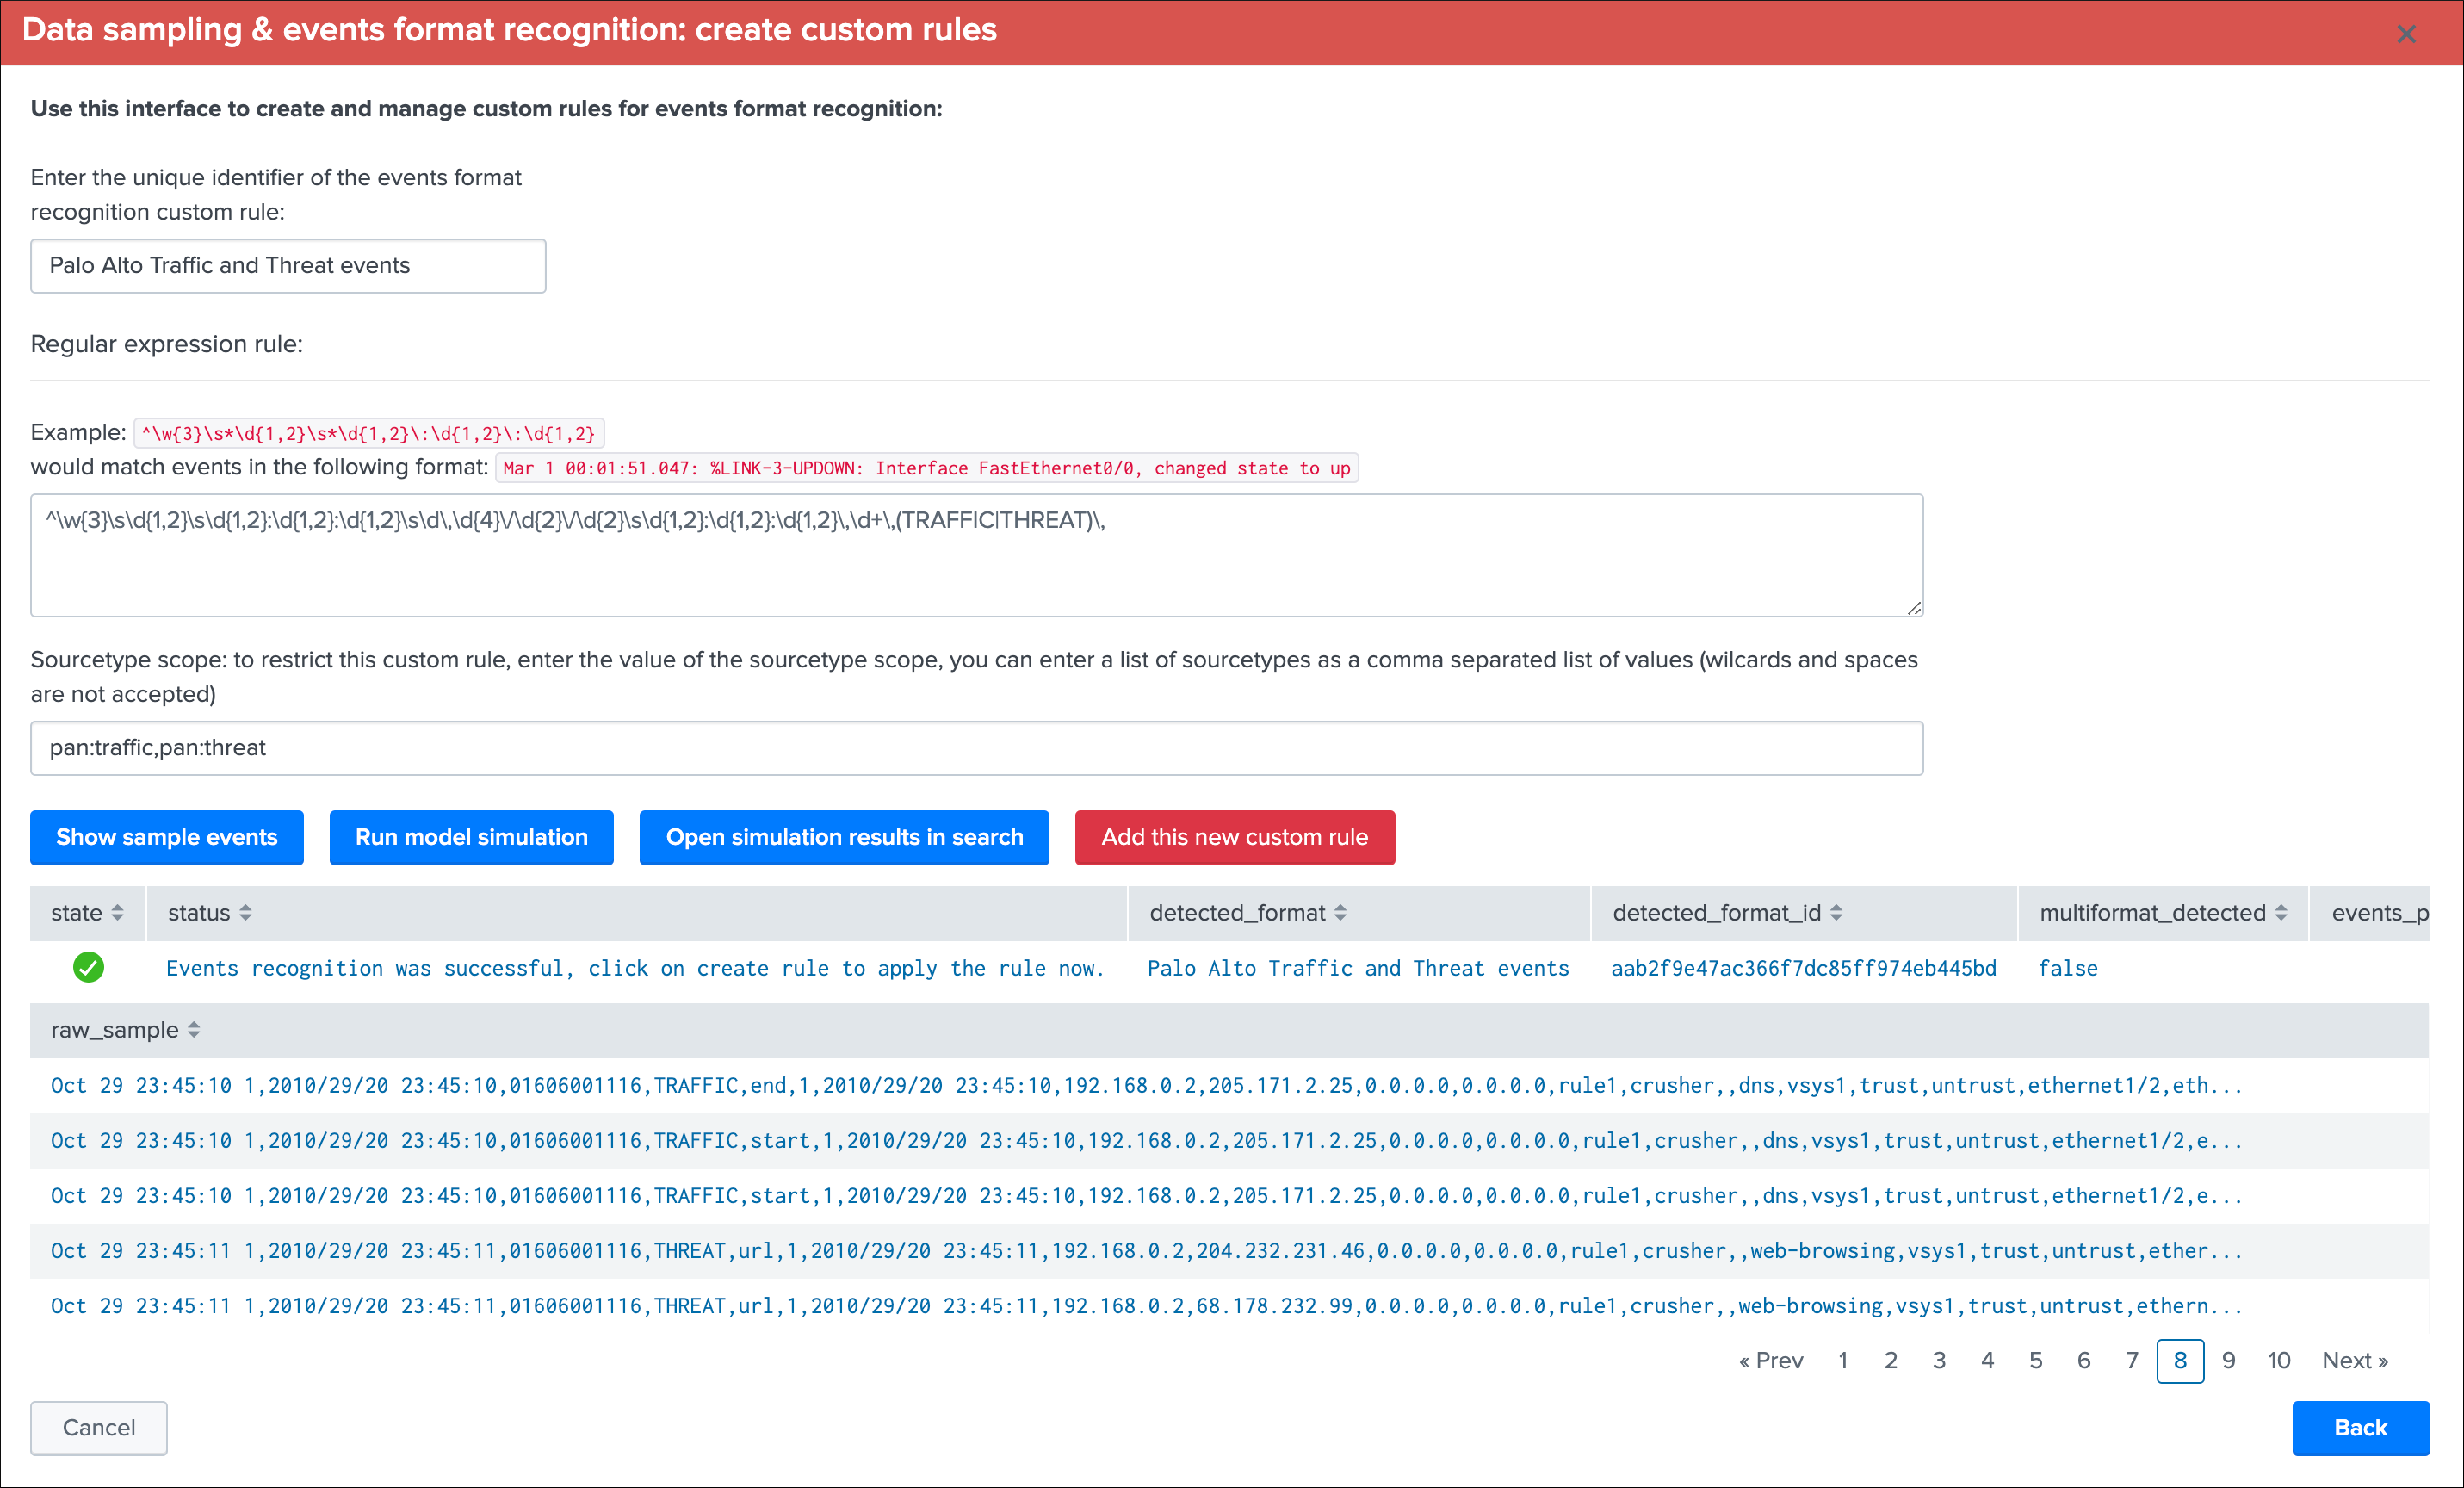 Data sampling & events format recognition: create custom rules
Use this interface to create and manage custom rules for events format recognition:
Enter the unique identifier of the events format
recognition custom rule:
Palo Alto Traffic and Threat events
Regular expression rule:
Example: ^\w{3}\s*\d{1,2}\s*\d{1,2}\:\d{1,2}\:\d{1,2}
would match events in the following format: Mar 1 00:01:51.047: %LINK-3-UPDOWN: Interface FastEthernet0/0, changed state to up
^\w{3}\s\d{1,2}\s\d{1,2}:\d{1,2}:\d{1,2}\s\d\,\d{4}\/\d{2}\/\d{2}\s\d{1,2}:\d{1,2}:\d{1,2}\,\d+\,(TRAFFIC|THREAT)\,
Sourcetype scope: to restrict this custom rule, enter the value of the sourcetype scope, you can enter a list of sourcetypes as a comma separated list of values (wilcards and spaces
are not accepted)
pan:traffic,pan:threat
Show sample events Run model simulation Open simulation results in search Add this new custom rule
state status detected_format detected_format_id multiformat_detected events_p
Events recognition was successful, click on create rule to apply the rule now. Palo Alto Traffic and Threat events aab2f9e47ac366f7dc85ff974eb445bd false
raw_sample
Oct 29 23:45:10 1,2010/29/20 23:45:10,01606001116,TRAFFIC,end,1,2010/29/20 23:45:10,192.168.0.2,205.171.2.25,0.0.0.0,0.0.0.0,rule1,crusher,,dns,vsys1,trust,untrust,ethernet1/2,eth...
Oct 29 23:45:10 1,2010/29/20 23:45:10,01606001116,TRAFFIC,start,1,2010/29/20 23:45:10,192.168.0.2,205.171.2.25,0.0.0.0,0.0.0.0,rule1,crusher,,dns,vsys1,trust,untrust,ethernet1/2,e...
Oct 29 23:45:10 1,2010/29/20 23:45:10,01606001116,TRAFFIC,start,1,2010/29/20 23:45:10,192.168.0.2,205.171.2.25,0.0.0.0,0.0.0.0,rule1,crusher,,dns,vsys1,trust,untrust,ethernet1/2,e...
Oct 29 23:45:11 1,2010/29/20 23:45:11,01606001116,THREAT,url,1,2010/29/20 23:45:11,192.168.0.2,204.232.231.46,0.0.0.0,0.0.0.0,rule1,crusher,,web-browsing,vsys1,trust,untrust,ether...
Oct 29 23:45:11 1,2010/29/20 23:45:11,01606001116,THREAT,url,1,2010/29/20 23:45:11,192.168.0.2,68.178.232.99,0.0.0.0,0.0.0.0,rule1,crusher,,web-browsing,vsys1,trust,untrust,ethern...
« Prev 1 2 3 4 5 6 7 8 9 10 Next »
Cancel Back